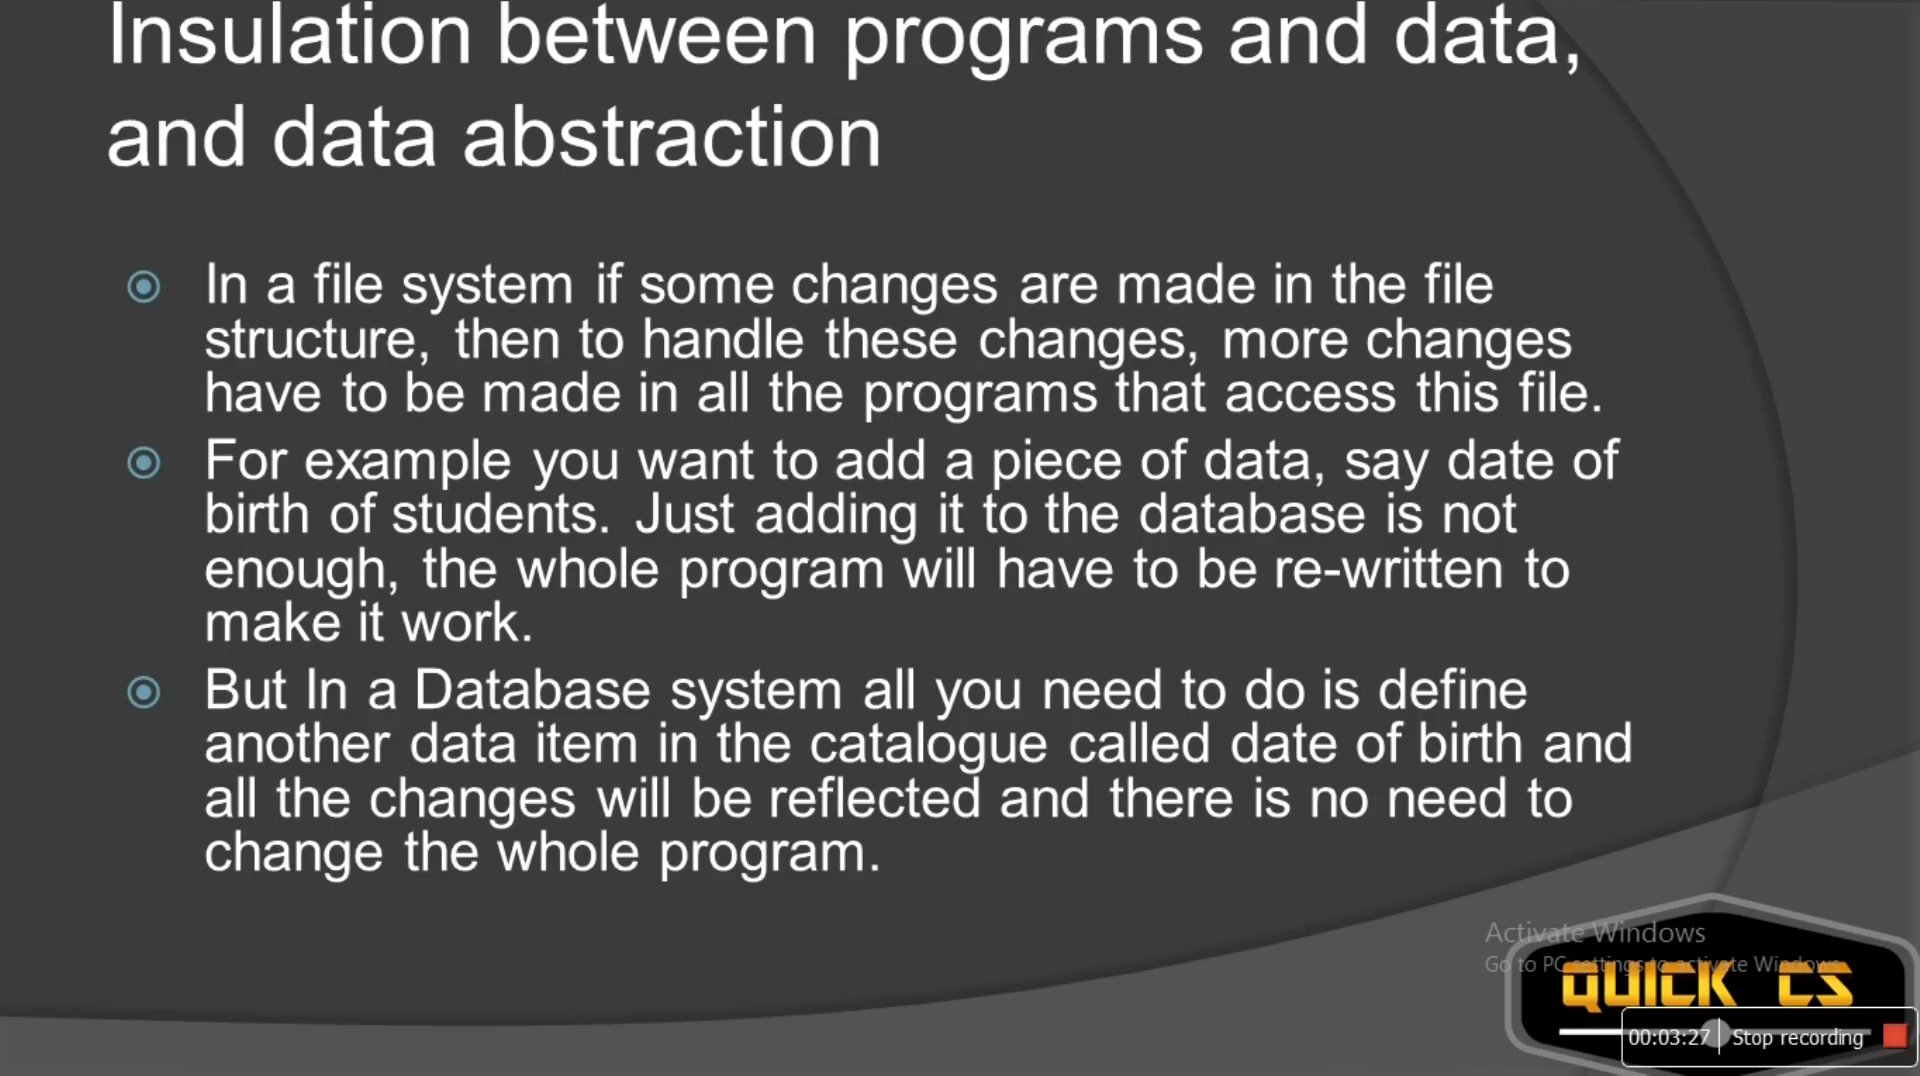 Insulation between programs and data,
and data abstraction
In a file system if some changes are made in the file
structure, then to handle these changes, more changes
have to be made in all the programs that access this file.
For example you want to add a piece of data, say date of
birth of students. Just adding it to the database is not
enough, the whole program will have to be re-written to
make it work.
But In a Database system all you need to do is define
another data item in the catalogue called date of birth and
all the changes will be reflected and there is no need to
change the whole program.
Activate Windows
Go to PC settings to activate Windows.
QUICK CS
00:03:27 Stop recording